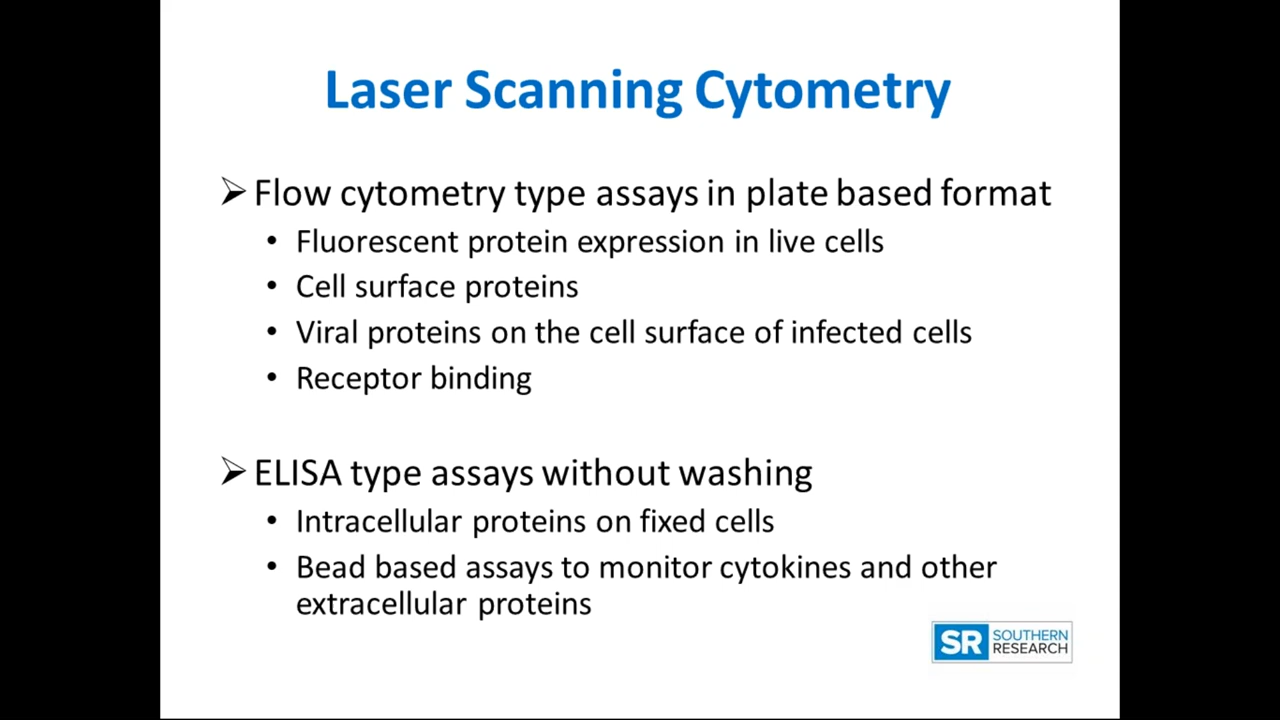 Laser Scanning Cytometry
➢ Flow cytometry type assays in plate based format
• Fluorescent protein expression in live cells
• Cell surface proteins
• Viral proteins on the cell surface of infected cells
• Receptor binding
➢ ELISA type assays without washing
• Intracellular proteins on fixed cells
• Bead based assays to monitor cytokines and other
extracellular proteins
SR SOUTHERN
RESEARCH